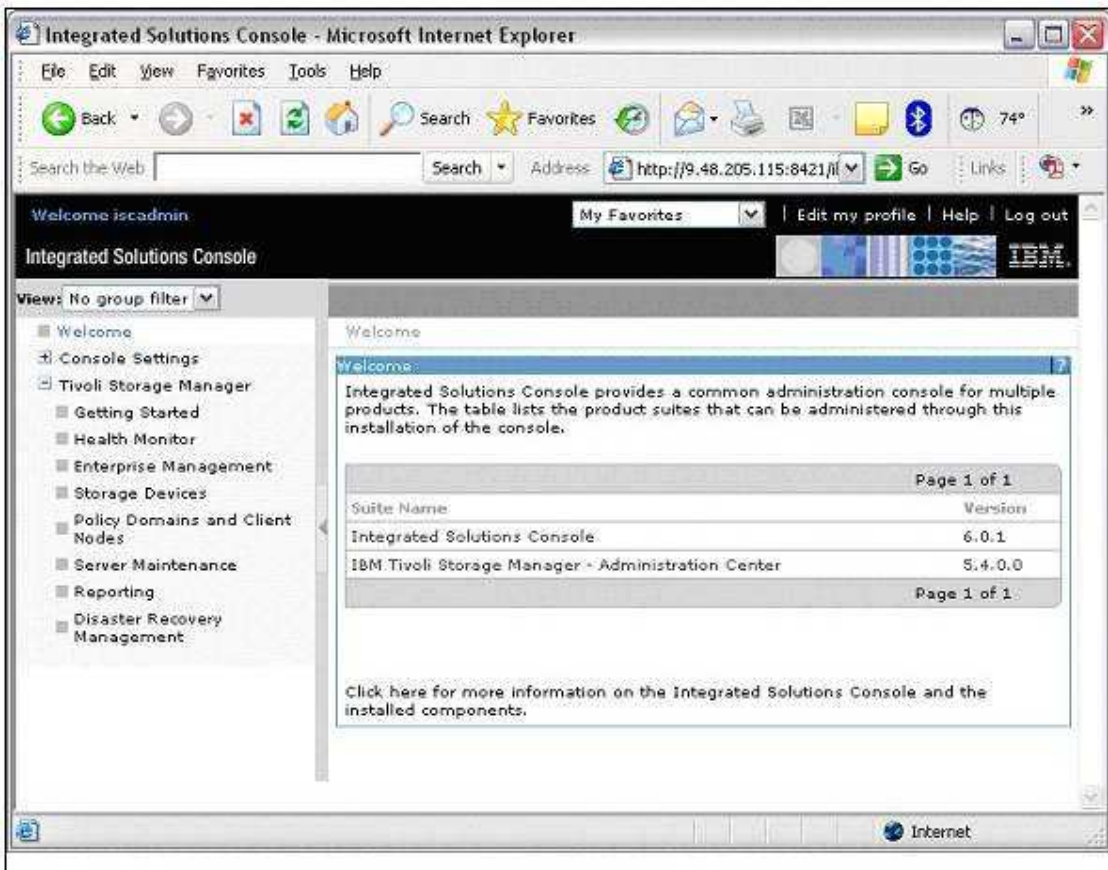 Integrated Solutions Console - Microsoft Internet Explorer
File Edit View Favorites Tools Help
Back Search Favorites 74° »
Search the Web Search Address http://9.48.205.115:8421/ Go Links
Welcome iscadmin My Favorites | Edit my profile | Help | Log out
Integrated Solutions Console IBM.
View: No group filter
Welcome
Console Settings
Tivoli Storage Manager
Getting Started
Health Monitor
Enterprise Management
Storage Devices
Policy Domains and Client
Nodes
Server Maintenance
Reporting
Disaster Recovery
Management
Welcome
Welcome ?
Integrated Solutions Console provides a common administration console for multiple
products. The table lists the product suites that can be administered through this
installation of the console.
Page 1 of 1
Suite Name Version
Integrated Solutions Console 6.0.1
IBM Tivoli Storage Manager - Administration Center 5.4.0.0
Page 1 of 1
Click here for more information on the Integrated Solutions Console and the
installed components.
Internet